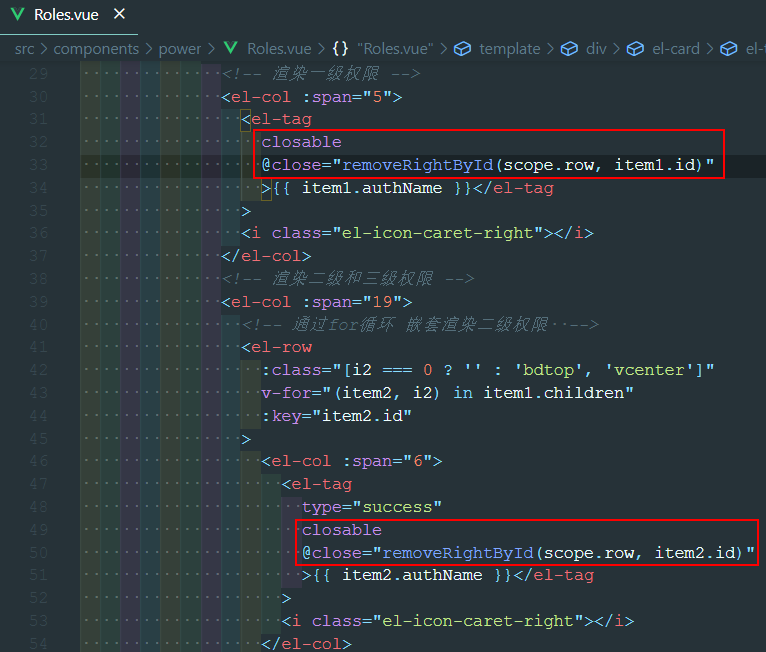 Roles.vue ×
src > components > power > Roles.vue > {} "Roles.vue" > template > div > el-card > el-t
29 <!-- 渲染一级权限 -->
30 <el-col :span="5">
31 <el-tag
32 closable
33 @close="removeRightById(scope.row, item1.id)"
34 >{{ item1.authName }}</el-tag
35 >
36 <i class="el-icon-caret-right"></i>
37 </el-col>
38 <!-- 渲染二级和三级权限 -->
39 <el-col :span="19">
40 <!-- 通过for循环 嵌套渲染二级权限··-->
41 <el-row
42 :class="[i2 === 0 ? '' : 'bdtop', 'vcenter']"
43 v-for="(item2, i2) in item1.children"
44 :key="item2.id"
45 >
46 <el-col :span="6">
47 <el-tag
48 type="success"
49 closable
50 @close="removeRightById(scope.row, item2.id)"
51 >{{ item2.authName }}</el-tag
52 >
53 <i class="el-icon-caret-right"></i>
54 </el-col>